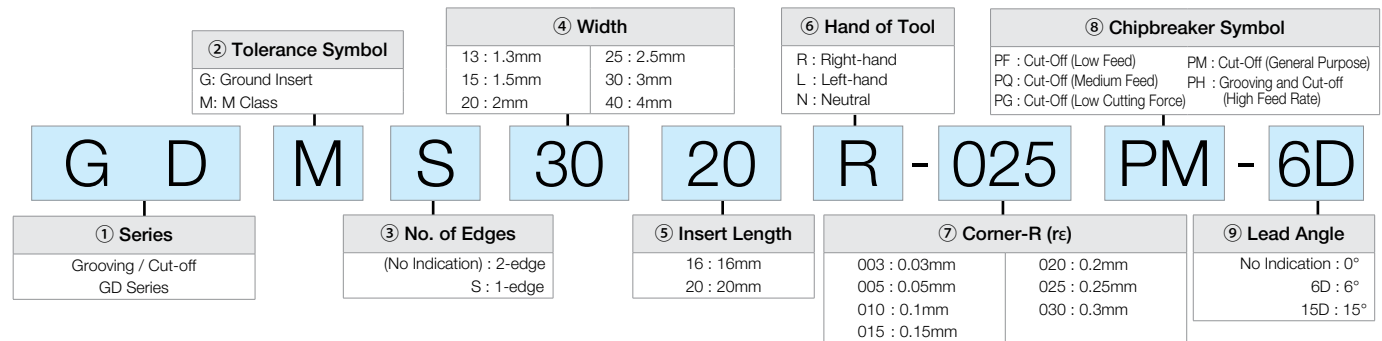 ② Tolerance Symbol
G: Ground Insert
M: M Class
④ Width
13 : 1.3mm
15 : 1.5mm
20 : 2mm
25 : 2.5mm
30 : 3mm
40 : 4mm
⑥ Hand of Tool
R : Right-hand
L : Left-hand
N : Neutral
⑧ Chipbreaker Symbol
PF : Cut-Off (Low Feed)
PQ : Cut-Off (Medium Feed)
PG : Cut-Off (Low Cutting Force)
PM : Cut-Off (General Purpose)
PH : Grooving and Cut-off
(High Feed Rate)
G D M S 30 20 R - 025 PM - 6D
① Series
Grooving / Cut-off
GD Series
③ No. of Edges
(No Indication) : 2-edge
S : 1-edge
⑤ Insert Length
16 : 16mm
20 : 20mm
⑦ Corner-R (rε)
003 : 0.03mm
005 : 0.05mm
010 : 0.1mm
015 : 0.15mm
020 : 0.2mm
025 : 0.25mm
030 : 0.3mm
⑨ Lead Angle
No Indication : 0°
6D : 6°
15D : 15°